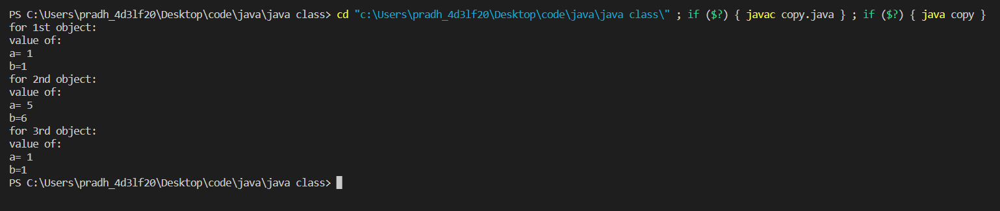 PS C:\Users\pradh_4d3lf20\Desktop\code\java\java class> cd "c:\Users\pradh_4d3lf20\Desktop\code\java\java class\" ; if ($?) { javac copy.java } ; if ($?) { java copy }
for 1st object:
value of:
a= 1
b=1
for 2nd object:
value of:
a= 5
b=6
for 3rd object:
value of:
a= 1
b=1
PS C:\Users\pradh_4d3lf20\Desktop\code\java\java class>